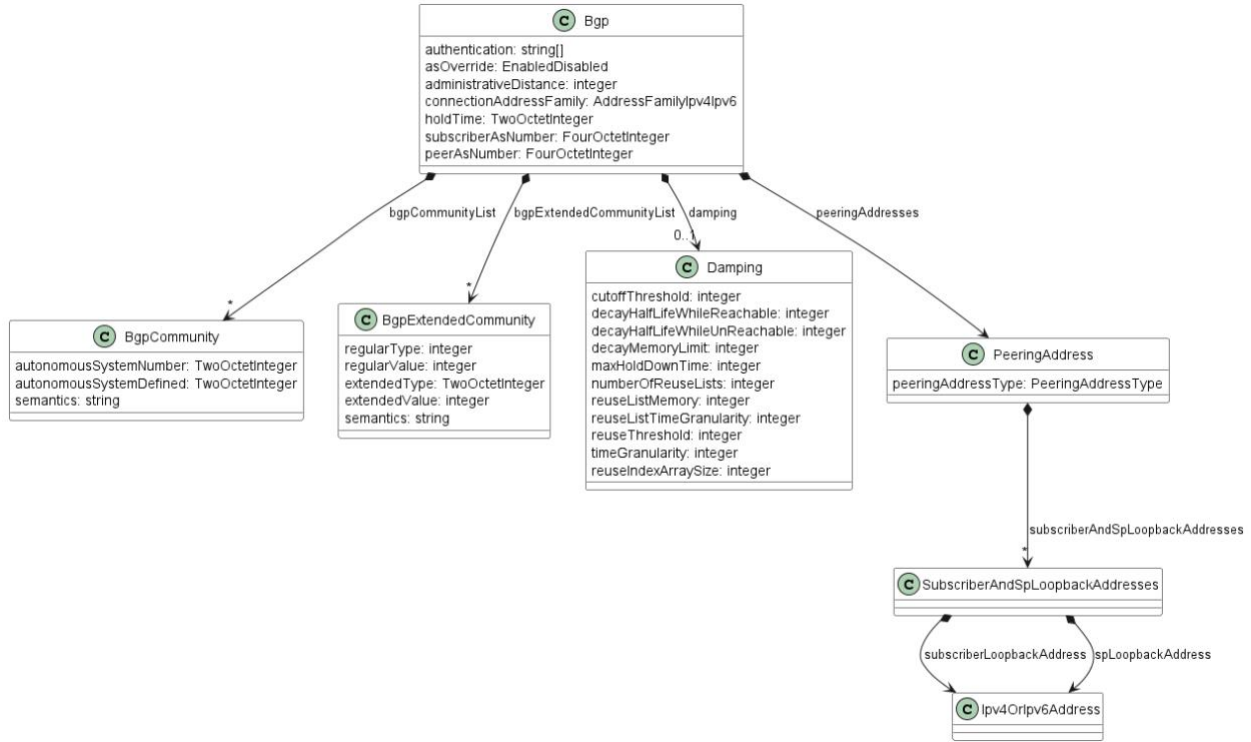 C Bgp
authentication: string[]
asOverride: EnabledDisabled
administrativeDistance: integer
connectionAddressFamily: AddressFamilyIpv4Ipv6
holdTime: TwoOctetInteger
subscriberAsNumber: FourOctetInteger
peerAsNumber: FourOctetInteger
bgpCommunityList
bgpExtendedCommunityList
damping
peeringAddresses
*
*
0..1
C BgpCommunity
autonomousSystemNumber: TwoOctetInteger
autonomousSystemDefined: TwoOctetInteger
semantics: string
C BgpExtendedCommunity
regularType: integer
regularValue: integer
extendedType: TwoOctetInteger
extendedValue: integer
semantics: string
C Damping
cutoffThreshold: integer
decayHalfLifeWhileReachable: integer
decayHalfLifeWhileUnReachable: integer
decayMemoryLimit: integer
maxHoldDownTime: integer
numberOfReuseLists: integer
reuseListMemory: integer
reuseListTimeGranularity: integer
reuseThreshold: integer
timeGranularity: integer
reuseIndexArraySize: integer
C PeeringAddress
peeringAddressType: PeeringAddressType
subscriberAndSpLoopbackAddresses
*
C SubscriberAndSpLoopbackAddresses
subscriberLoopbackAddress
spLoopbackAddress
C Ipv4OrIpv6Address